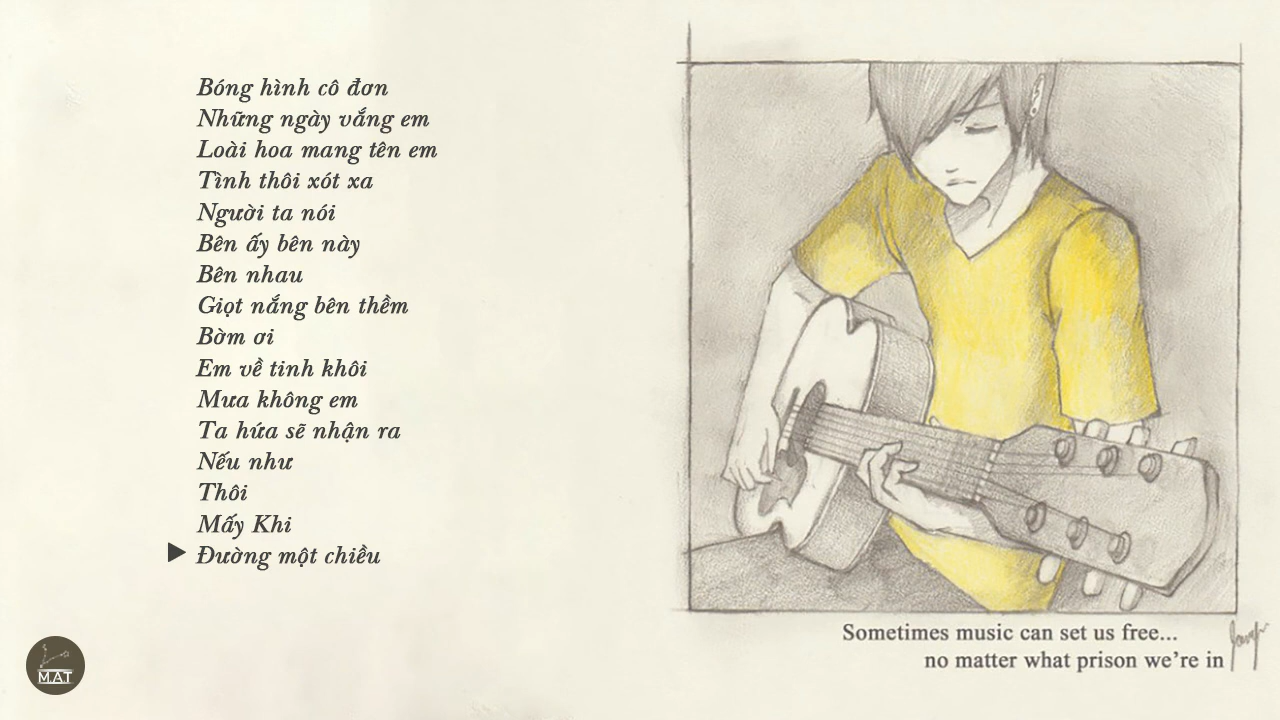 Bóng hình cô đơn
Những ngày vắng em
Loài hoa mang tên em
Tình thôi xót xa
Người ta nói
Bên ấy bên này
Bên nhau
Giọt nắng bên thềm
Bờm ơi
Em về tinh khôi
Mưa không em
Ta hứa sẽ nhận ra
Nếu như
Thôi
Mấy Khi
Đường một chiều
M.A.T
Sometimes music can set us free...
no matter what prison we're in